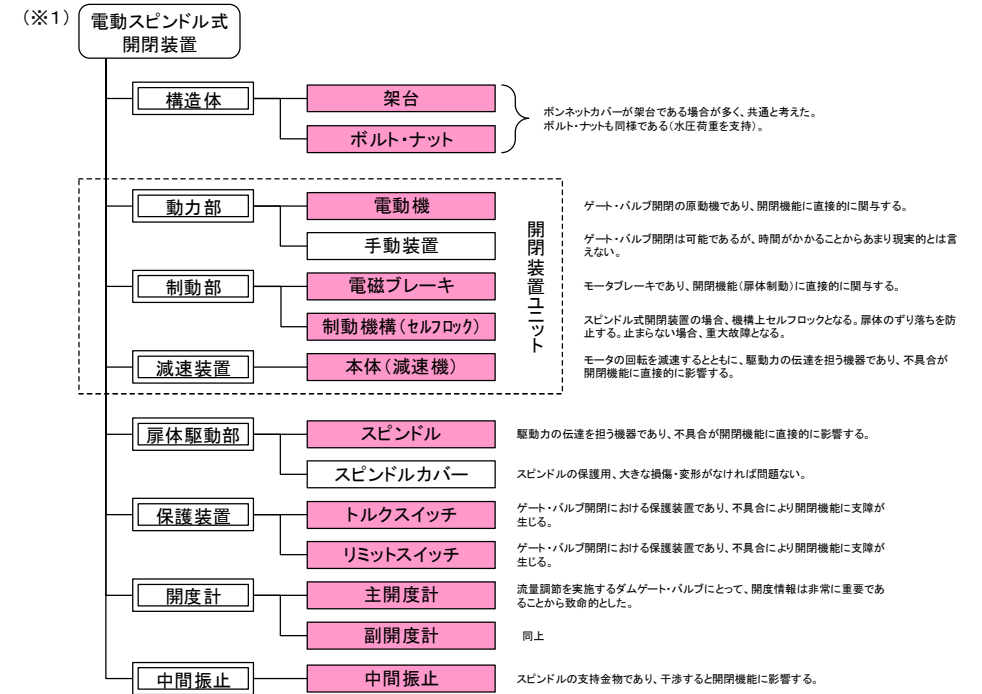 (※1)
電動スピンドル式
開閉装置
構造体
架台
ボンネットカバーが架台である場合が多く、共通と考えた。
ボルト・ナットも同様である(水圧荷重を支持)。
ボルト・ナット
開閉装置ユニット
動力部
電動機
ゲート・バルブ開閉の原動機であり、開閉機能に直接的に関与する。
手動装置
ゲート・バルブ開閉は可能であるが、時間がかかることからあまり現実的とは言
えない。
制動部
電磁ブレーキ
モータブレーキであり、開閉機能(扉体制動)に直接的に関与する。
制動機構(セルフロック)
スピンドル式開閉装置の場合、機構上セルフロックとなる。扉体のずり落ちを防
止する。止まらない場合、重大故障となる。
減速装置
本体(減速機)
モータの回転を減速するとともに、駆動力の伝達を担う機器であり、不具合が
開閉機能に直接的に影響する。
扉体駆動部
スピンドル
駆動力の伝達を担う機器であり、不具合が開閉機能に直接的に影響する。
スピンドルカバー
スピンドルの保護用、大きな損傷・変形がなければ問題ない。
保護装置
トルクスイッチ
ゲート・バルブ開閉における保護装置であり、不具合により開閉機能に支障が
生じる。
リミットスイッチ
ゲート・バルブ開閉における保護装置であり、不具合により開閉機能に支障が
生じる。
開度計
主開度計
流量調節を実施するダムゲート・バルブにとって、開度情報は非常に重要であ
ることから致命的とした。
副開度計
同上
中間振止
中間振止
スピンドルの支持金物であり、干渉すると開閉機能に影響する。